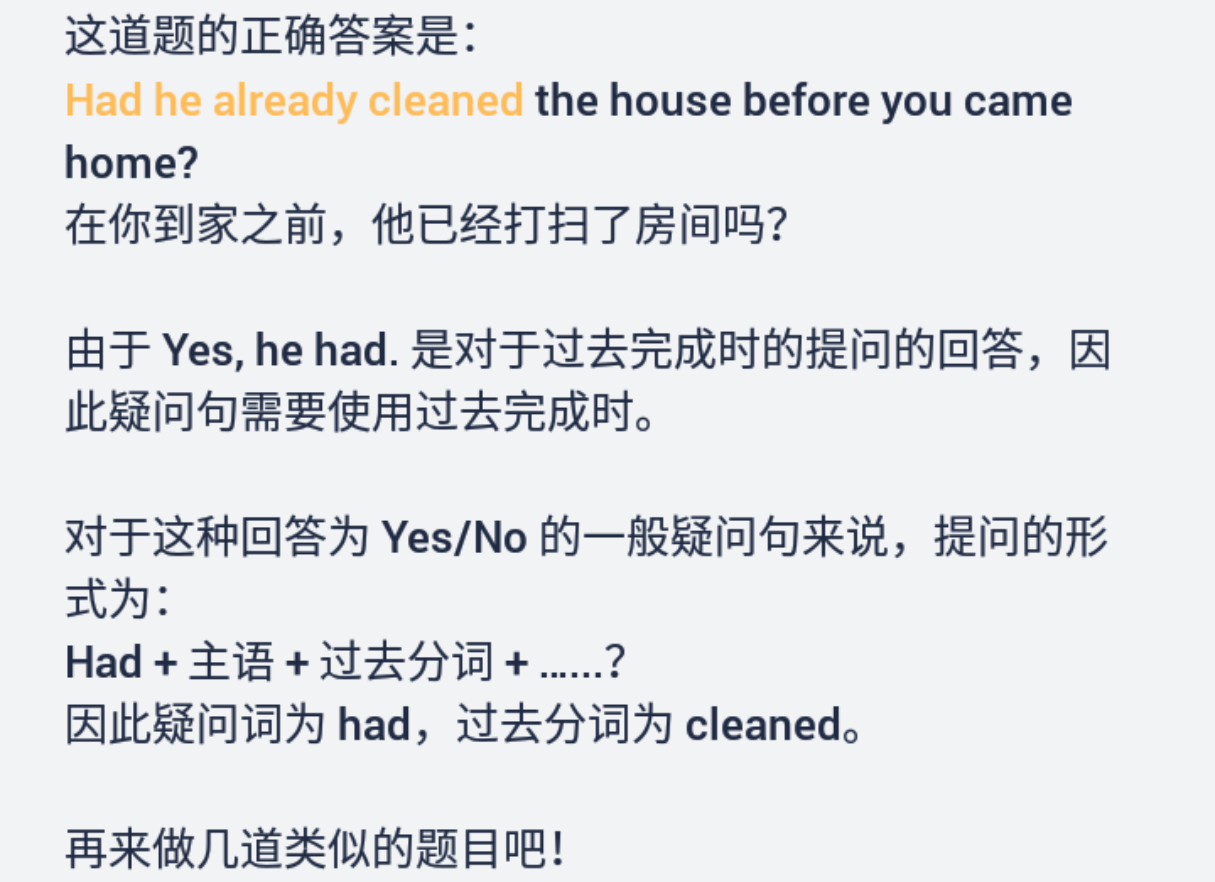 这道题的正确答案是：
Had he already cleaned the house before you came
home?
在你到家之前，他已经打扫了房间吗？
由于 Yes, he had. 是对于过去完成时的提问的回答，因
此疑问句需要使用过去完成时。
对于这种回答为 Yes/No 的一般疑问句来说，提问的形
式为：
Had + 主语 + 过去分词 + ......？
因此疑问词为 had，过去分词为 cleaned。
再来做几道类似的题目吧！